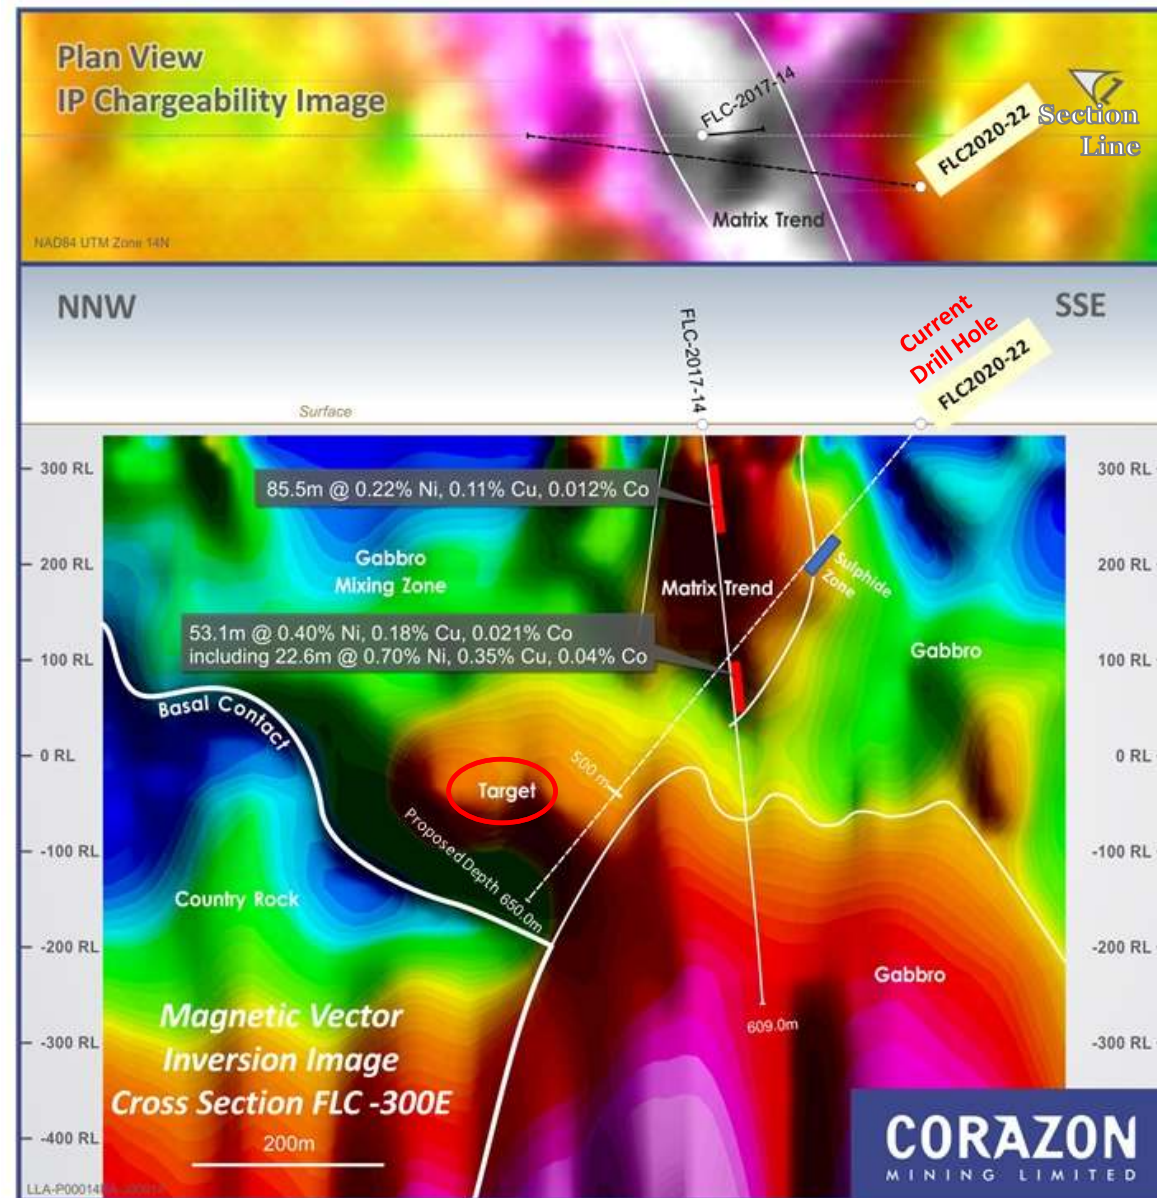 Plan View
IP Chargeability Image
FLC-2017-14
FLC2020-22
Section
Line
Matrix Trend
NAD84 UTM Zone 14N
NNW
SSE
FLC-2017-14
Current
Drill Hole
FLC2020-22
Surface
300 RL
300 RL
85.5m @ 0.22% Ni, 0.11% Cu, 0.012% Co
200 RL
Gabbro
Mixing Zone
Matrix Trend
Sulphide
Zone
200 RL
53.1m @ 0.40% Ni, 0.18% Cu, 0.021% Co
including 22.6m @ 0.70% Ni, 0.35% Cu, 0.04% Co
100 RL
Gabbro
100 RL
Basal Contact
0 RL
500 m
0 RL
Target
Proposed Depth 650.0m
-100 RL
-100 RL
Country Rock
-200 RL
-200 RL
Gabbro
Magnetic Vector
Inversion Image
Cross Section FLC -300E
609.0m
-300 RL
-300 RL
200m
-400 RL
CORAZON
MINING LIMITED